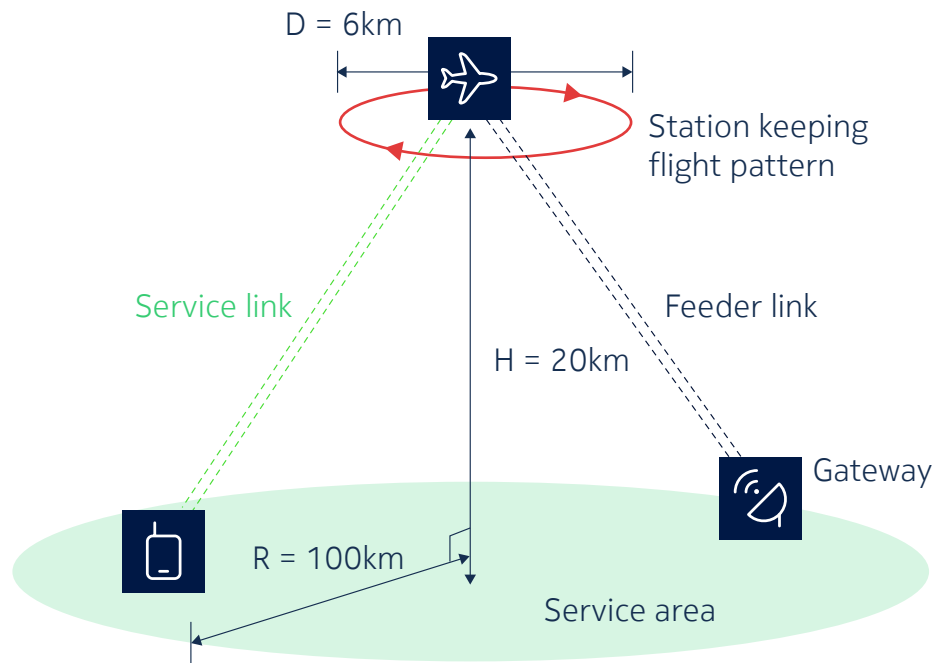 D = 6km
Station keeping
flight pattern
Service link
Feeder link
H = 20km
Gateway
R = 100km
Service area